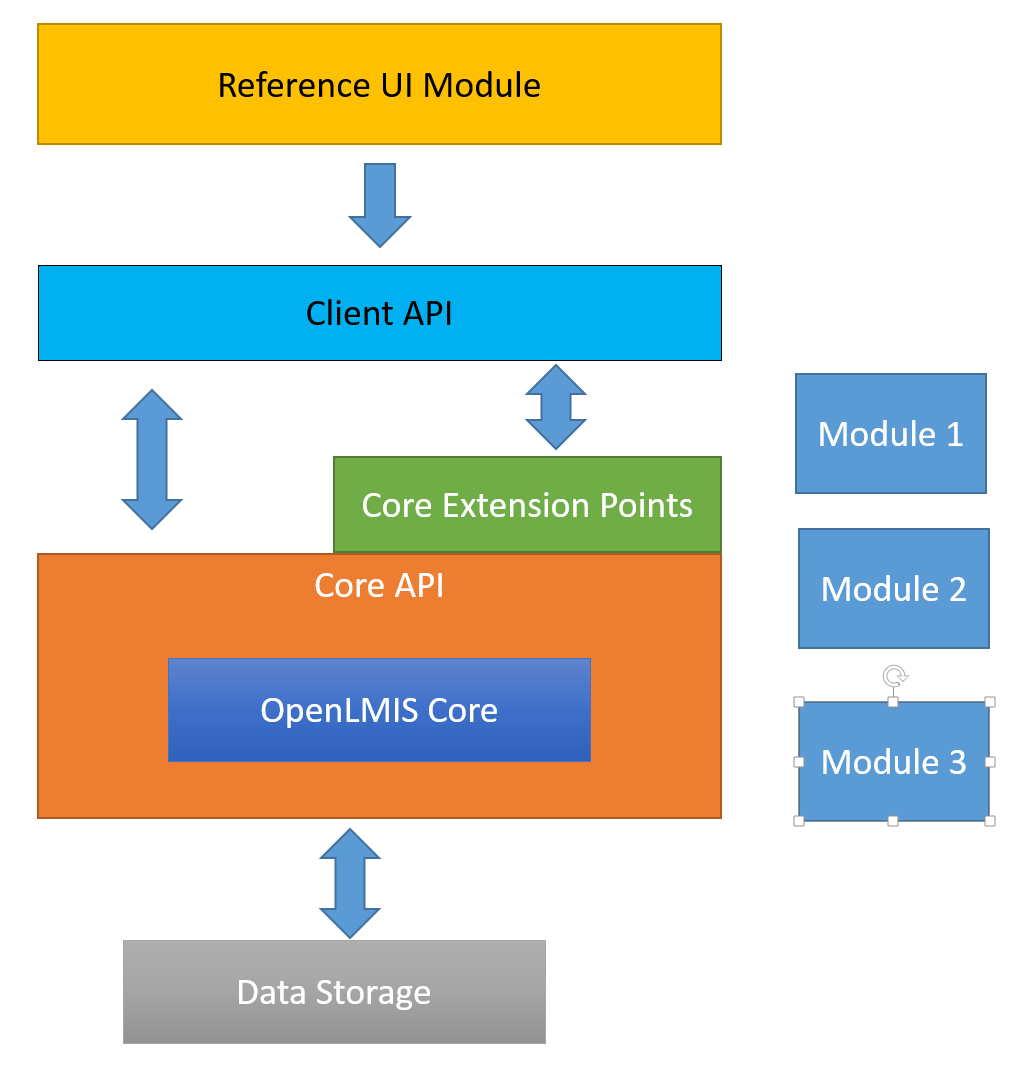 Reference UI Module
Client API
Module 1
Core Extension Points
Core API
Module 2
OpenLMIS Core
Module 3
Data Storage